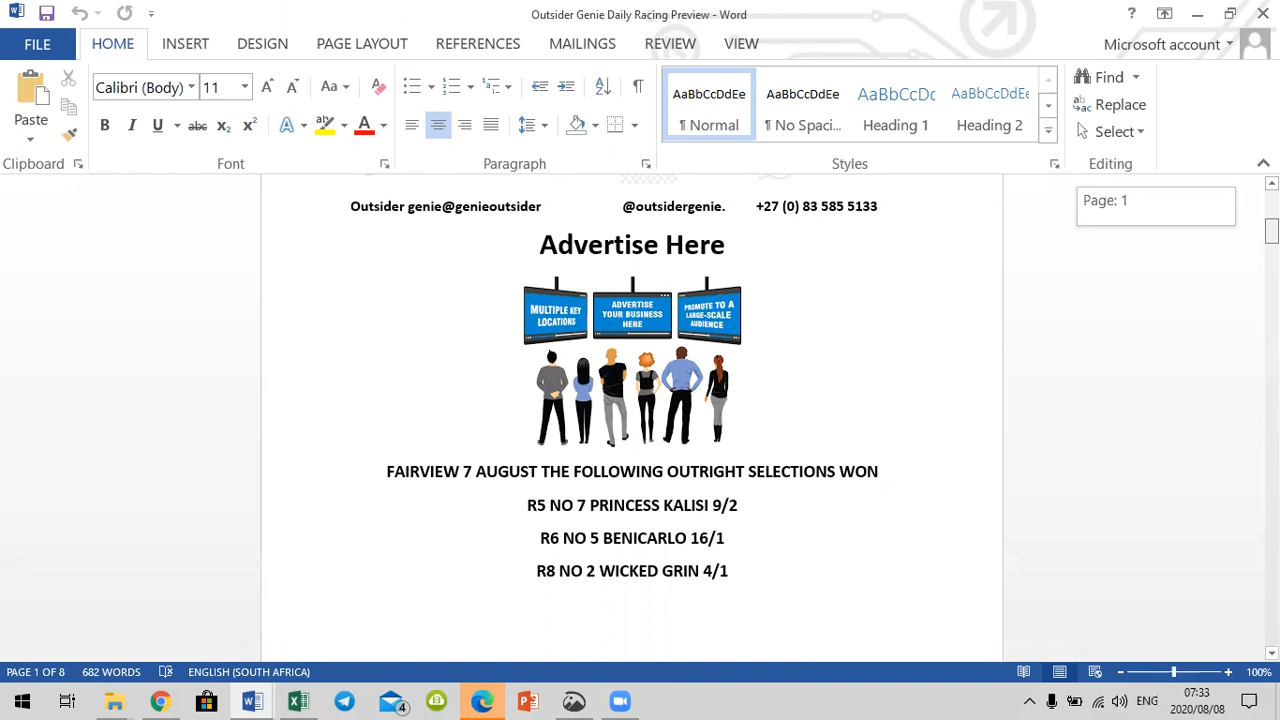 Outsider Genie Daily Racing Preview - Word
FILE HOME INSERT DESIGN PAGE LAYOUT REFERENCES MAILINGS REVIEW VIEW Microsoft account
Paste
Calibri (Body) 11
Aa
B I U abc X₂ X² A A
AaBbCcDdEe AaBbCcDdEe AaBbCcDc AaBbCcDdEe
¶ Normal ¶ No Spaci... Heading 1 Heading 2
Find
Replace
Select
Clipboard Font Paragraph Styles Editing
Page: 1
Outsider genie@genieoutsider @outsidergenie. +27 (0) 83 585 5133
Advertise Here
MULTIPLE KEY
LOCATIONS
ADVERTISE
YOUR BUSINESS
HERE
PROMOTE TO A
LARGE-SCALE
AUDIENCE
FAIRVIEW 7 AUGUST THE FOLLOWING OUTRIGHT SELECTIONS WON
R5 NO 7 PRINCESS KALISI 9/2
R6 NO 5 BENICARLO 16/1
R8 NO 2 WICKED GRIN 4/1
PAGE 1 OF 8 682 WORDS ENGLISH (SOUTH AFRICA) 100%
4
ENG
07:33
2020/08/08